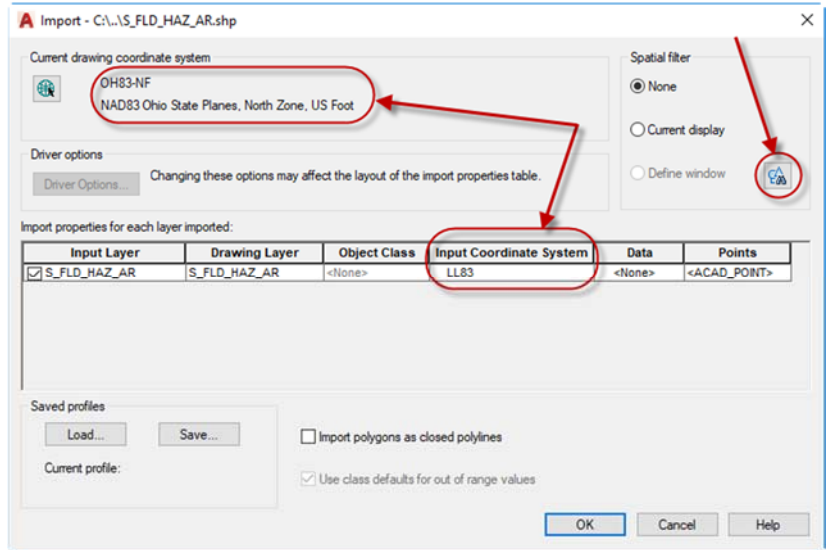 Import - C:\..\S_FLD_HAZ_AR.shp
Current drawing coordinate system
OH83-NF
NAD83 Ohio State Planes, North Zone, US Foot
Spatial filter
None
Current display
Define window
Driver options
Driver Options...
Changing these options may affect the layout of the import properties table.
Import properties for each layer imported:
Input Layer Drawing Layer Object Class Input Coordinate System Data Points
S_FLD_HAZ_AR S_FLD_HAZ_AR <None> LL83 <None> <ACAD_POINT>
Saved profiles
Load... Save...
Current profile:
Import polygons as closed polylines
Use class defaults for out of range values
OK Cancel Help